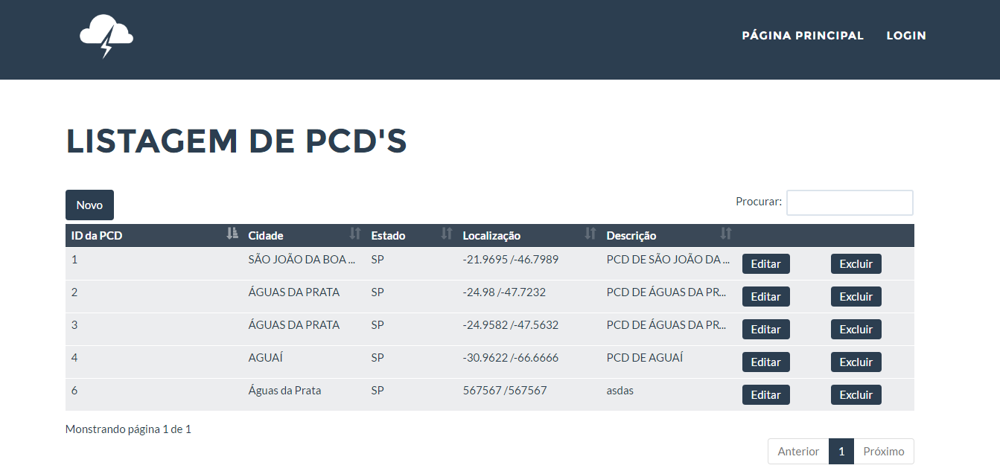 PÁGINA PRINCIPAL LOGIN
LISTAGEM DE PCD'S
Novo Procurar:
ID da PCD Cidade Estado Localização Descrição
1 SÃO JOÃO DA BOA ... SP -21.9695 /-46.7989 PCD DE SÃO JOÃO DA ... Editar Excluir
2 ÁGUAS DA PRATA SP -24.98 /-47.7232 PCD DE ÁGUAS DA PR... Editar Excluir
3 ÁGUAS DA PRATA SP -24.9582 /-47.5632 PCD DE ÁGUAS DA PR... Editar Excluir
4 AGUAÍ SP -30.9622 /-66.6666 PCD DE AGUAÍ Editar Excluir
6 Águas da Prata SP 567567 /567567 asdas Editar Excluir
Monstrando página 1 de 1
Anterior 1 Próximo